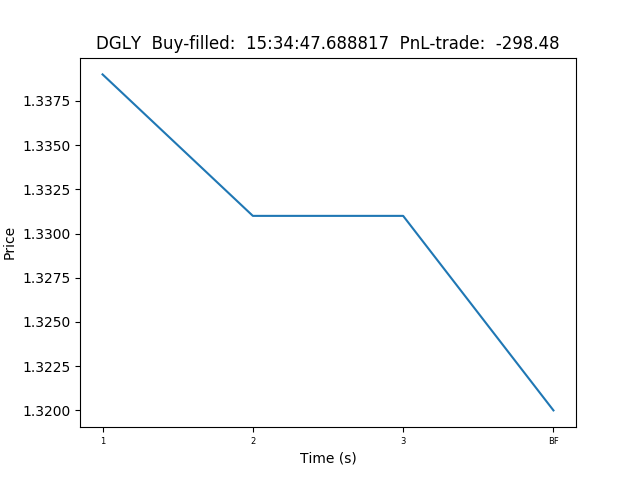 DGLY  Buy-filled:  15:34:47.688817  PnL-trade:  -298.48
1.3375
1.3350
1.3325
1.3300
1.3275
1.3250
1.3225
1.3200
Price
1 2 3 BF
Time (s)